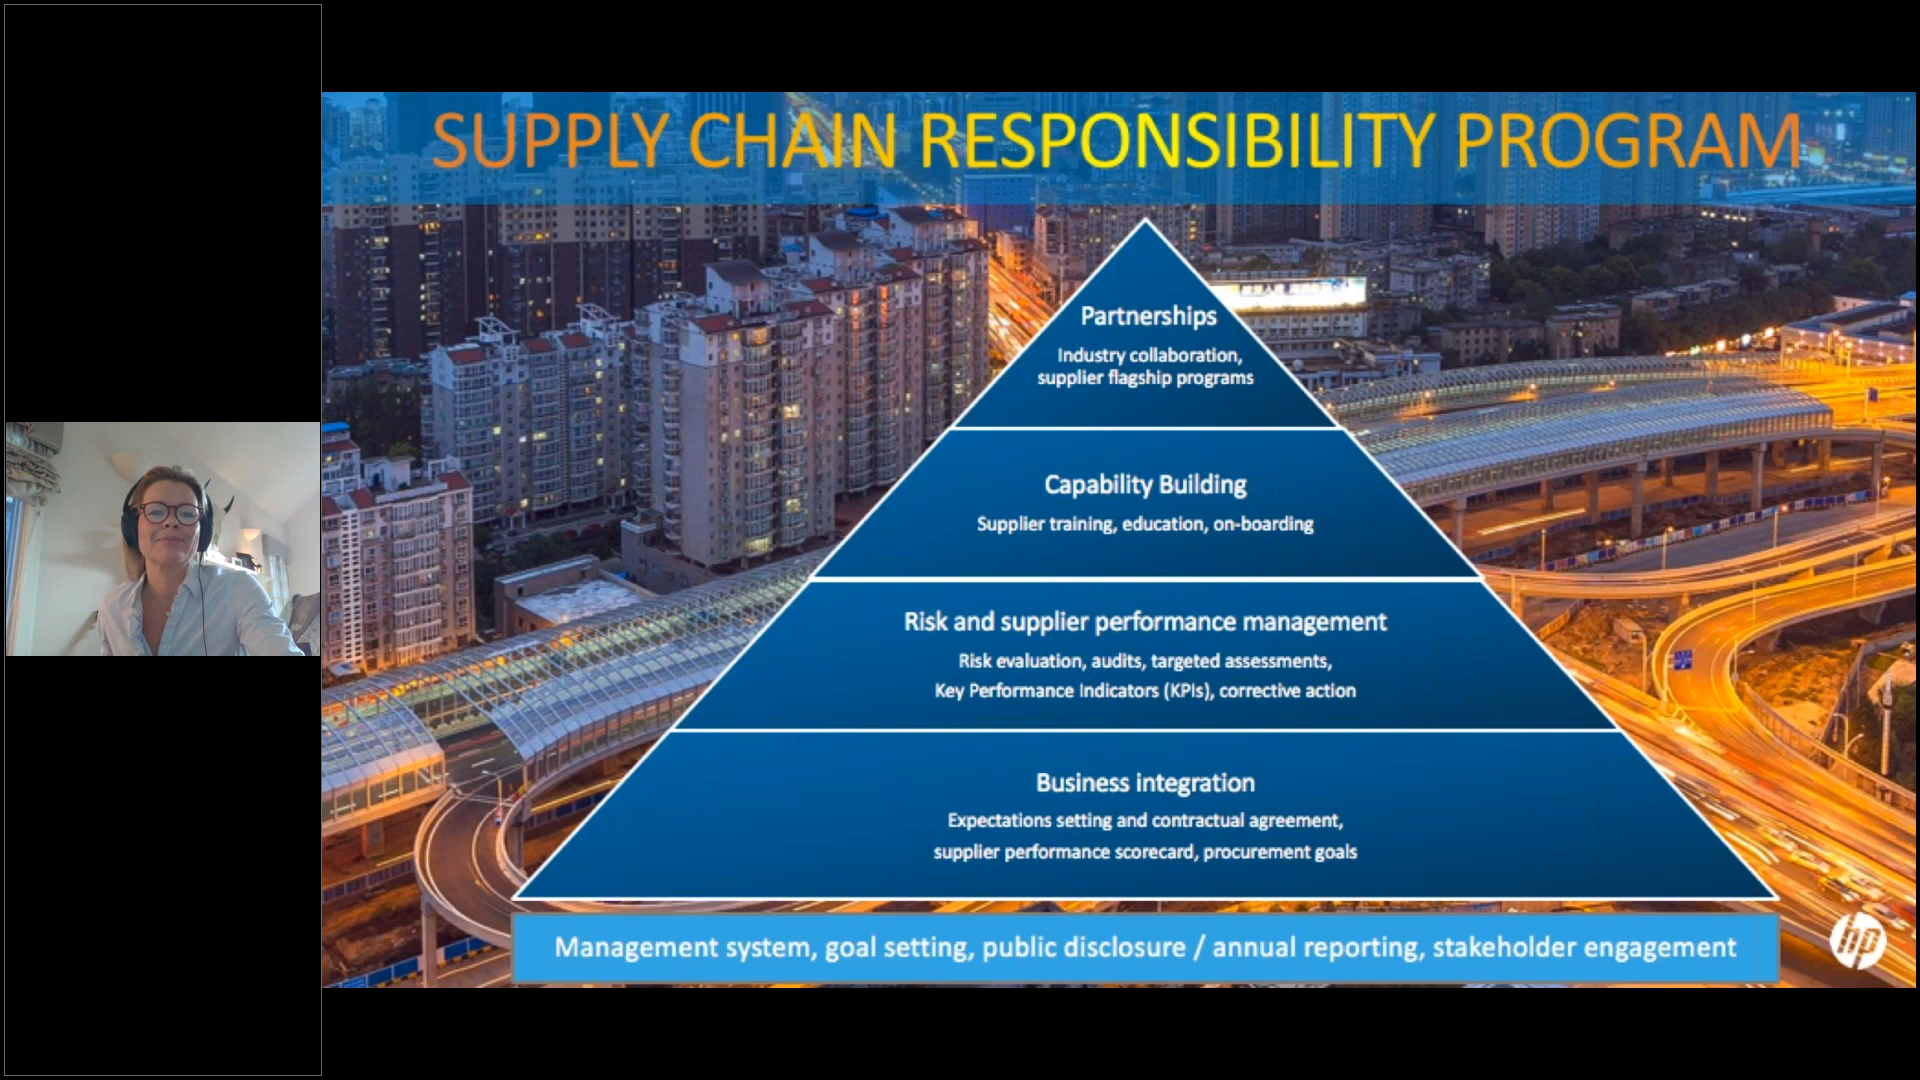 SUPPLY CHAIN RESPONSIBILITY PROGRAM
Partnerships
Industry collaboration,
supplier flagship programs
Capability Building
Supplier training, education, on-boarding
Risk and supplier performance management
Risk evaluation, audits, targeted assessments,
Key Performance Indicators (KPIs), corrective action
Business integration
Expectations setting and contractual agreement,
supplier performance scorecard, procurement goals
Management system, goal setting, public disclosure / annual reporting, stakeholder engagement
hp